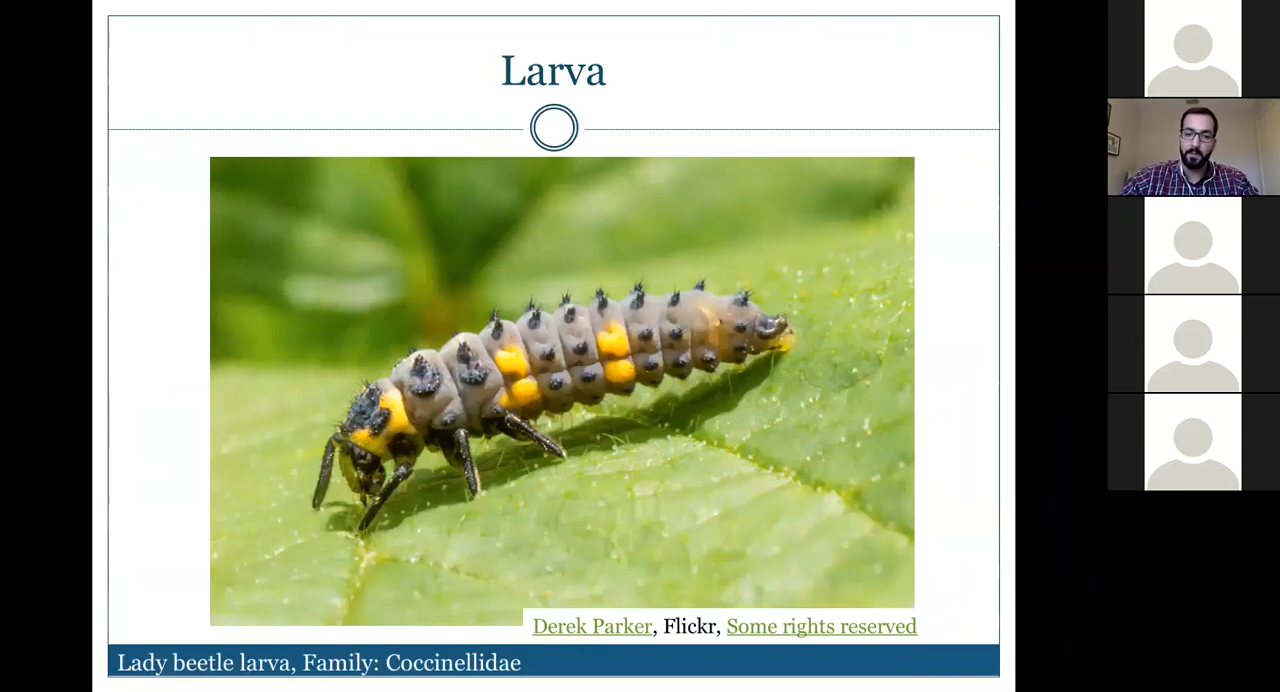 Larva
Derek Parker, Flickr, Some rights reserved
Lady beetle larva, Family: Coccinellidae